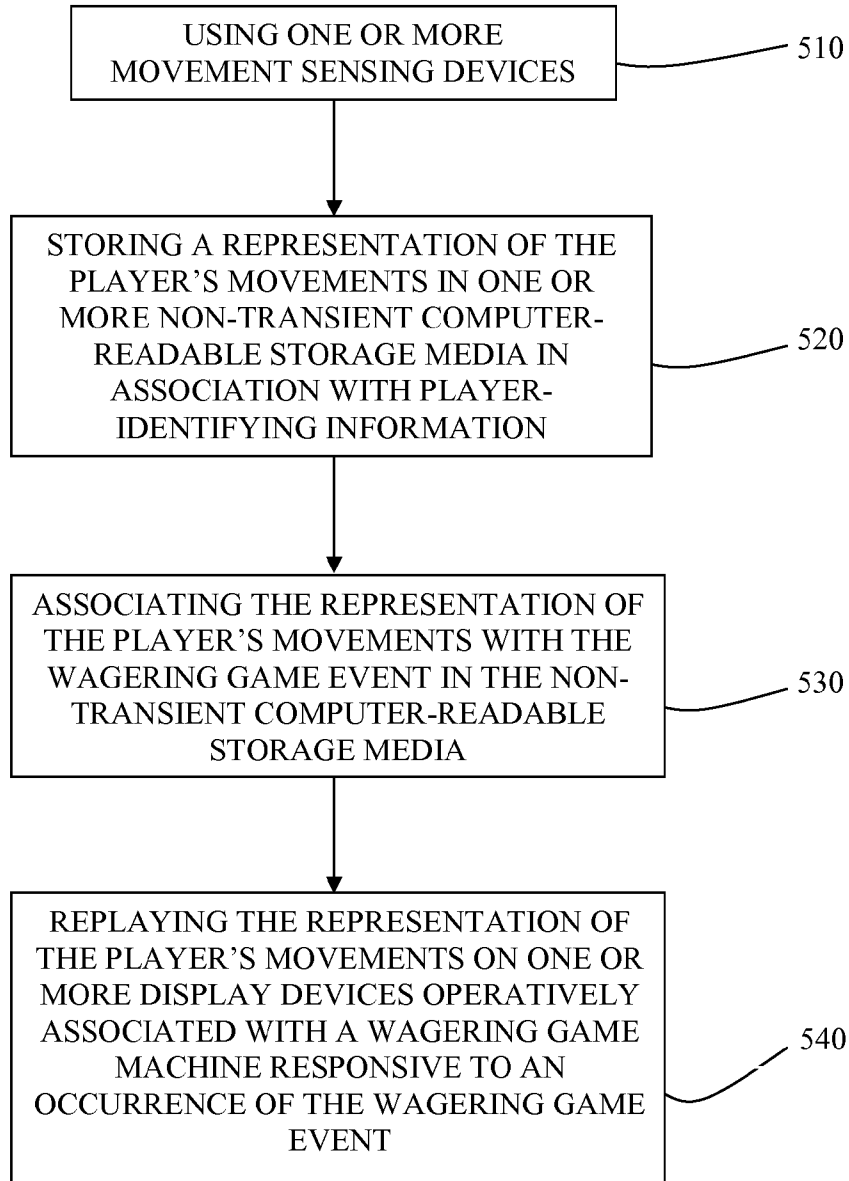 USING ONE OR MORE
MOVEMENT SENSING DEVICES
510
STORING A REPRESENTATION OF THE
PLAYER'S MOVEMENTS IN ONE OR
MORE NON-TRANSIENT COMPUTER-
READABLE STORAGE MEDIA IN
ASSOCIATION WITH PLAYER-
IDENTIFYING INFORMATION
520
ASSOCIATING THE REPRESENTATION OF
THE PLAYER'S MOVEMENTS WITH THE
WAGERING GAME EVENT IN THE NON-
TRANSIENT COMPUTER-READABLE
STORAGE MEDIA
530
REPLAYING THE REPRESENTATION OF
THE PLAYER'S MOVEMENTS ON ONE OR
MORE DISPLAY DEVICES OPERATIVELY
ASSOCIATED WITH A WAGERING GAME
MACHINE RESPONSIVE TO AN
OCCURRENCE OF THE WAGERING GAME
EVENT
540